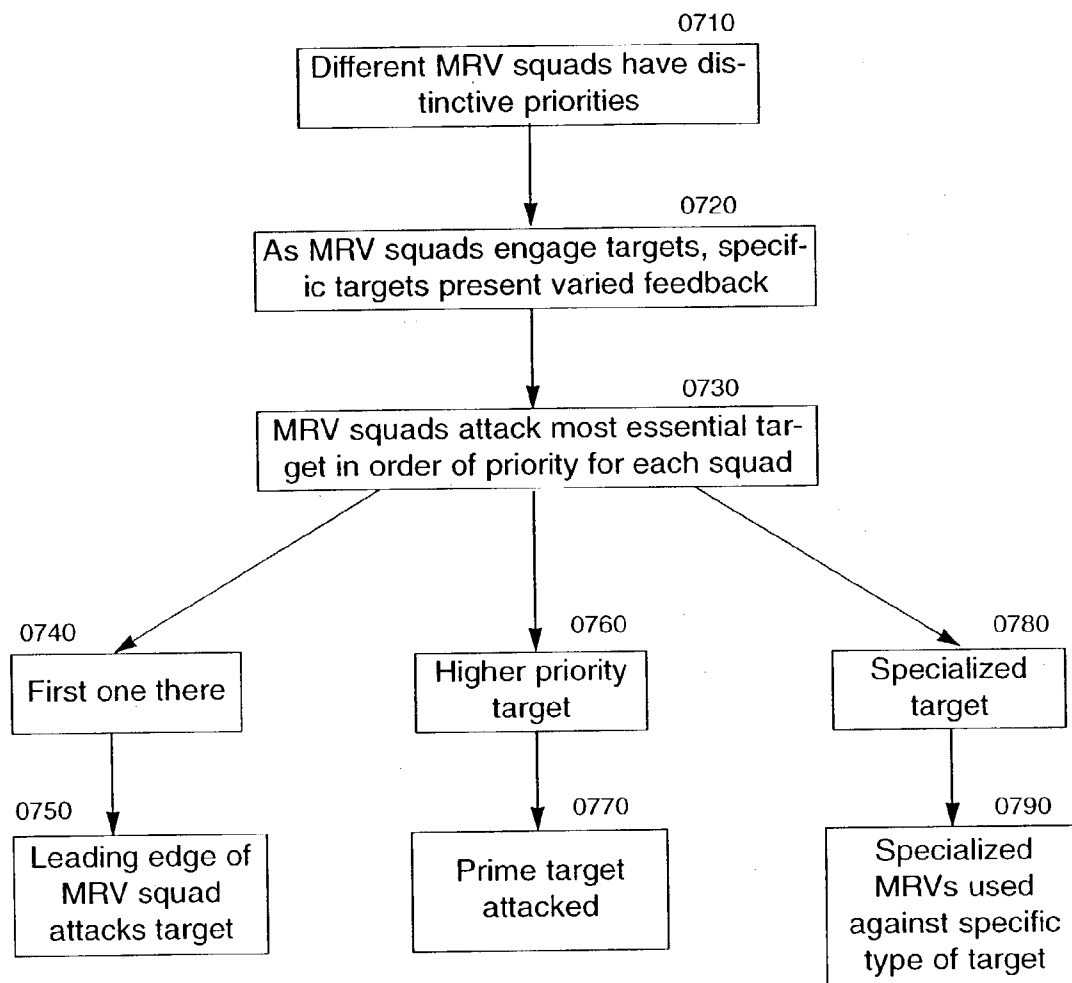 0710
Different MRV squads have dis-
tinctive priorities
0720
As MRV squads engage targets, specif-
ic targets present varied feedback
0730
MRV squads attack most essential tar-
get in order of priority for each squad
0740
First one there
0760
Higher priority
target
0780
Specialized
target
0750
Leading edge of
MRV squad
attacks target
0770
Prime target
attacked
0790
Specialized
MRVs used
against specific
type of target